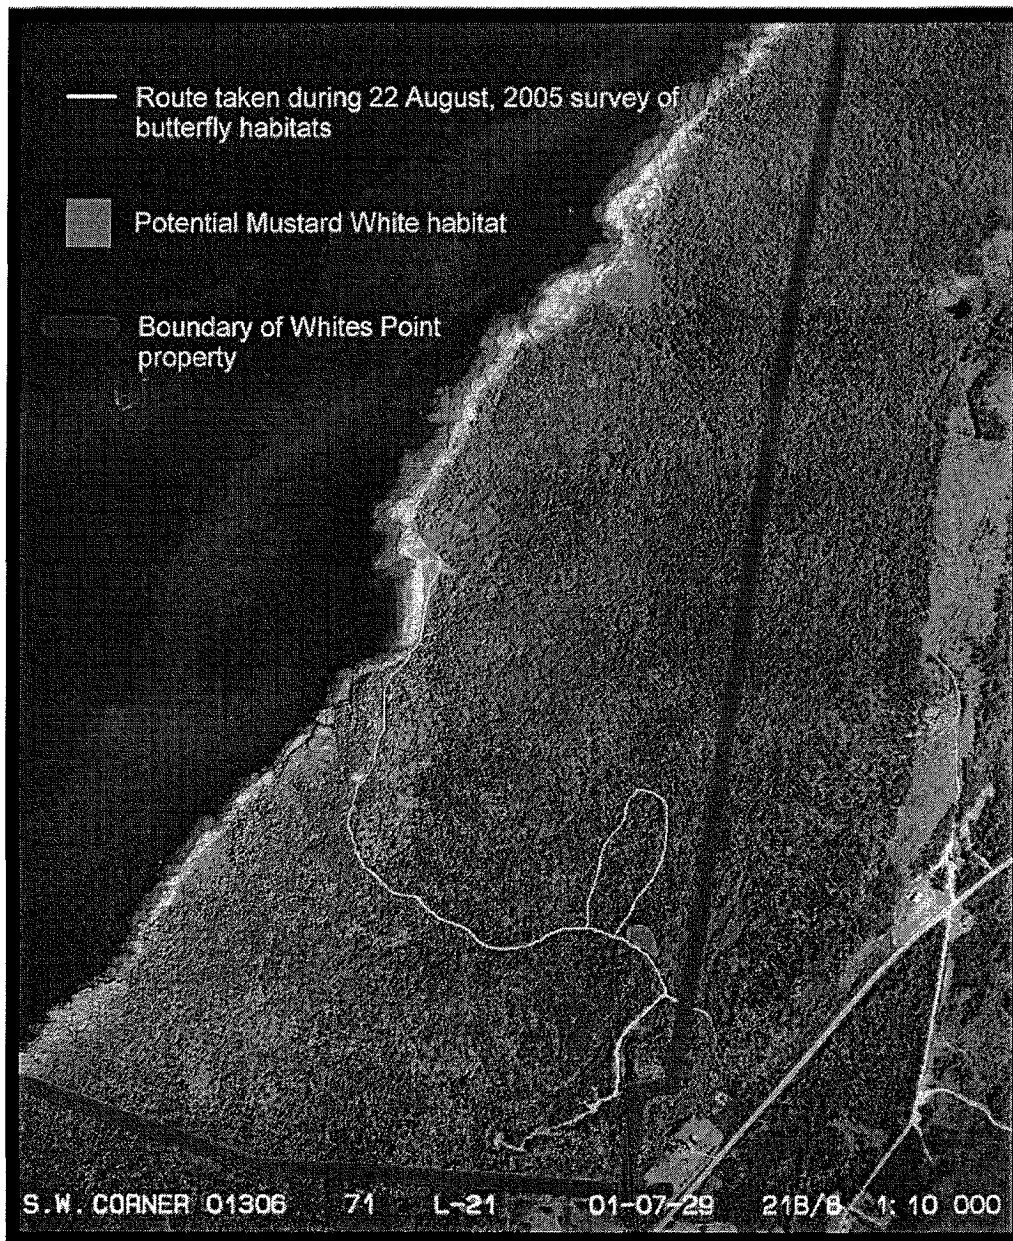 Route taken during 22 August, 2005 survey of
butterfly habitats
Potential Mustard White habitat
Boundary of Whites Point
property
S.W. CORNER 01306 71 L-21 01-07-29 21B/8 1: 10 000